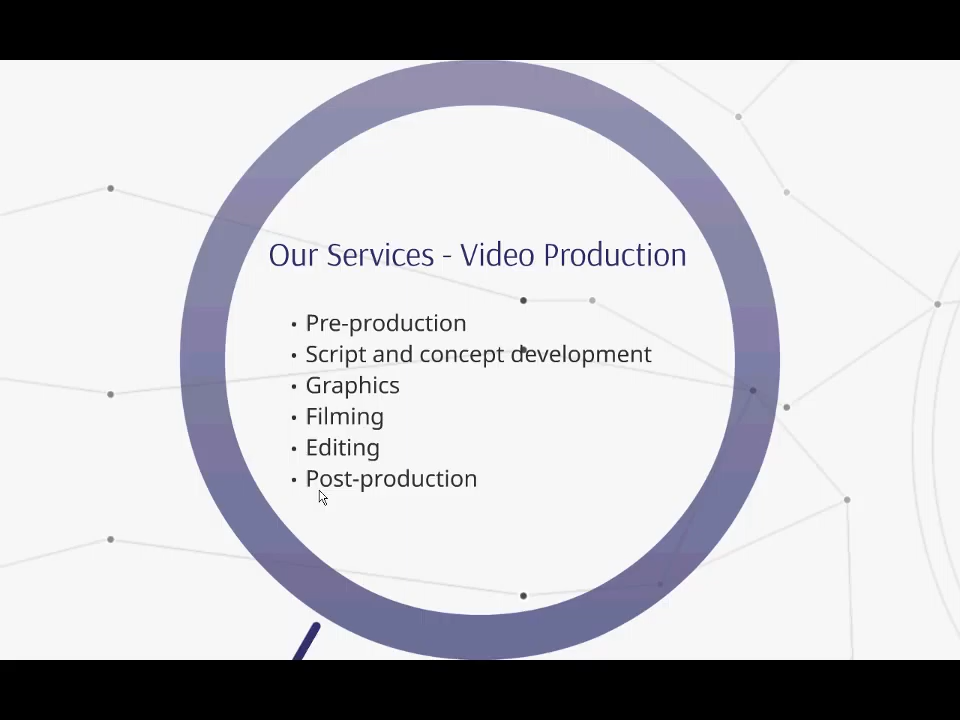 Our Services - Video Production
• Pre-production
• Script and concept development
• Graphics
• Filming
• Editing
• Post-production